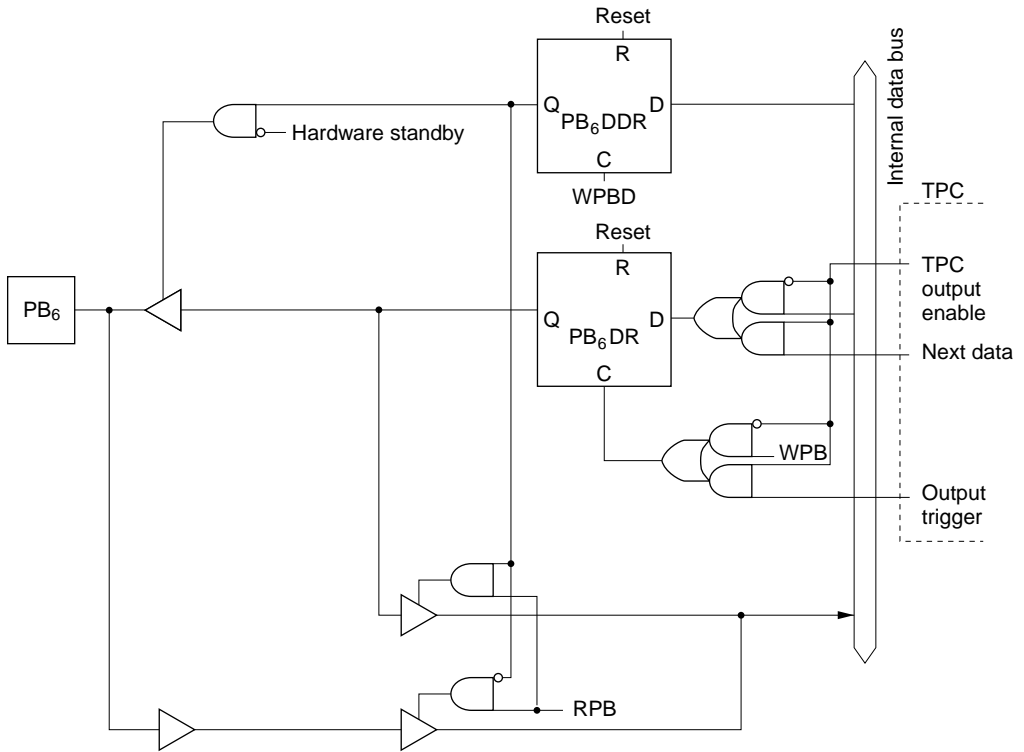 Reset
R
Q
D
PB6DDR
C
WPBD
Hardware standby
Internal data bus
TPC
Reset
R
Q
D
PB6DR
C
PB6
TPC
output
enable
Next data
WPB
Output
trigger
RPB